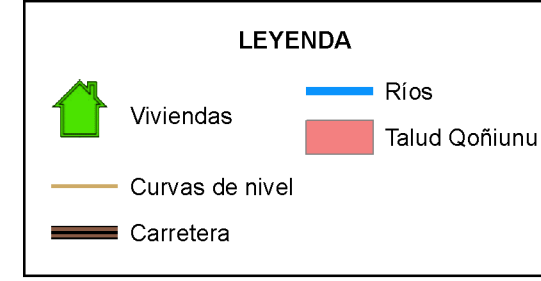 LEYENDA
Viviendas
Curvas de nivel
Carretera
Ríos
Talud Qoñiunu